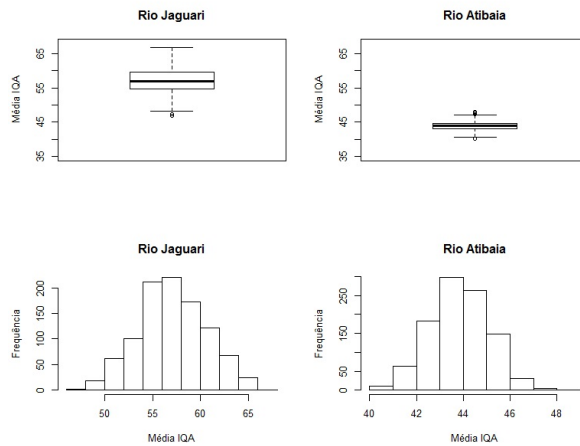 Rio Jaguari
Média IQA
65
55
45
35
Rio Atibaia
Média IQA
65
55
45
35
Rio Jaguari
Frequência
200
150
100
50
0
50 55 60 65
Média IQA
Rio Atibaia
Frequência
250
150
50
0
40 42 44 46 48
Média IQA